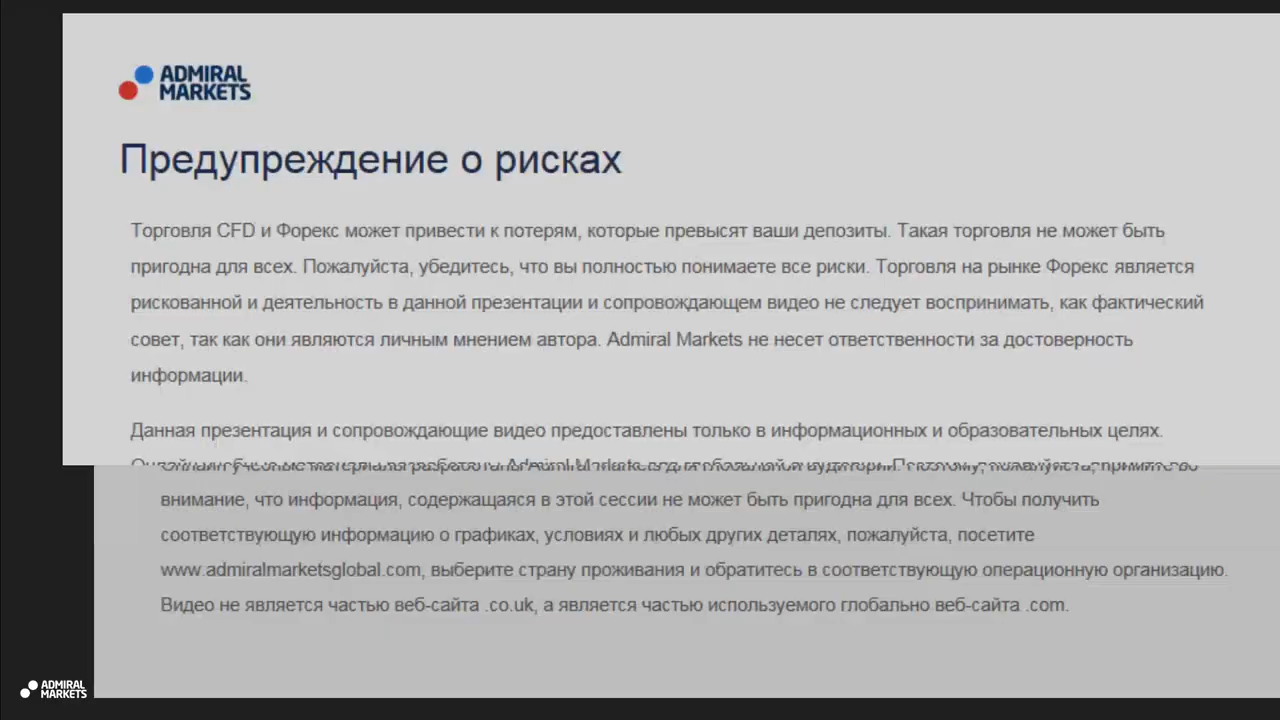 ADMIRAL
MARKETS
Предупреждение о рисках
Торговля CFD и Форекс может привести к потерям, которые превысят ваши депозиты. Такая торговля не может быть
пригодна для всех. Пожалуйста, убедитесь, что вы полностью понимаете все риски. Торговля на рынке Форекс является
рискованной и деятельность в данной презентации и сопровождающем видео не следует воспринимать, как фактический
совет, так как они являются личным мнением автора. Admiral Markets не несет ответственности за достоверность
информации.
Данная презентация и сопровождающие видео предоставлены только в информационных и образовательных целях.
Admiral Markets
внимание, что информация, содержащаяся в этой сессии не может быть пригодна для всех. Чтобы получить
соответствующую информацию о графиках, условиях и любых других деталях, пожалуйста, посетите
www.admiralmarketsglobal.com, выберите страну проживания и обратитесь в соответствующую операционную организацию.
Видео не является частью веб-сайта .co.uk, а является частью используемого глобально веб-сайта .com.
ADMIRAL
MARKETS